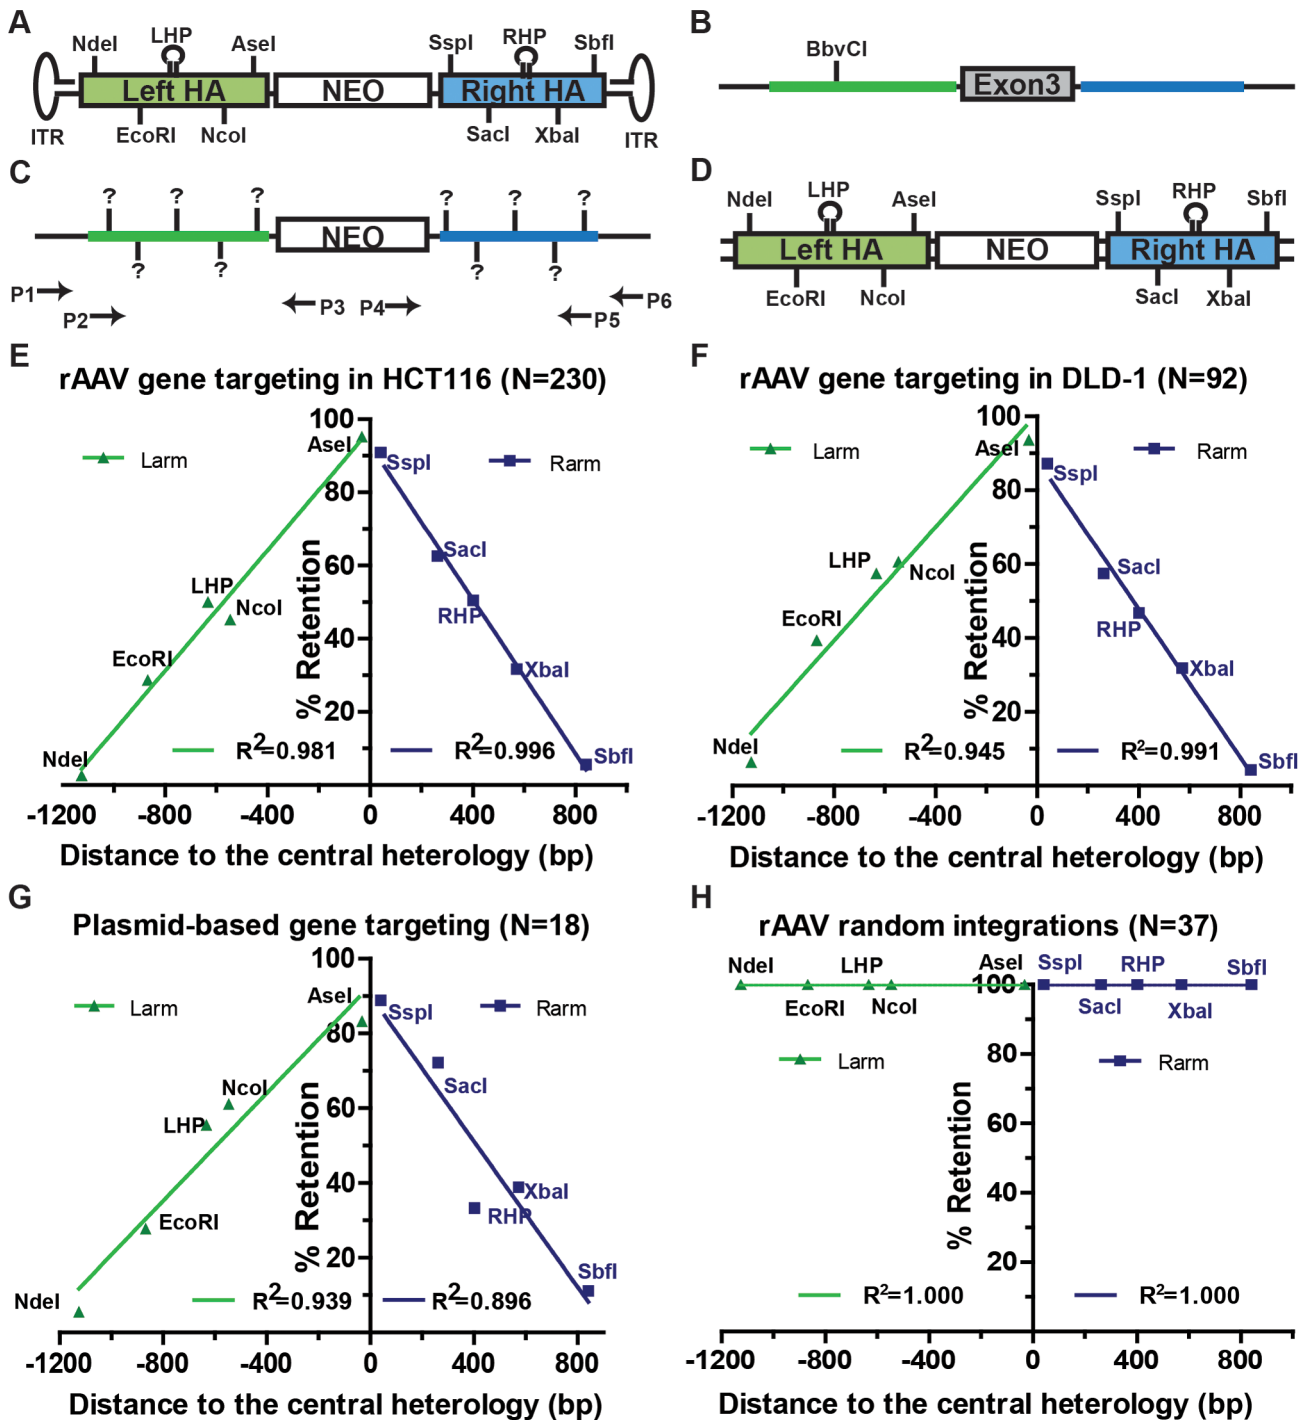 A
NdeI LHP AseI SspI RHP SbfI
Left HA NEO Right HA
ITR EcoRI NcoI SacI XbaI ITR
B
BbvCI
Exon3
C
? ? ? ? ? ?
NEO
? ? ? ?
P1 P2 P3 P4 P5 P6
D
NdeI LHP AseI SspI RHP SbfI
Left HA NEO Right HA
EcoRI NcoI SacI XbaI
E
rAAV gene targeting in HCT116 (N=230)
Larm
Rarm
AseI
SspI
SacI
LHP
NcoI
RHP
EcoRI
XbaI
NdeI
SbfI
R2=0.981
R2=0.996
100
80
60
40
20
% Retention
-1200 -800 -400 0 400 800
Distance to the central heterology (bp)
F
rAAV gene targeting in DLD-1 (N=92)
Larm
Rarm
AseI
SspI
LHP
NcoI
SacI
EcoRI
RHP
XbaI
NdeI
SbfI
R2=0.945
R2=0.991
100
80
60
40
20
% Retention
-1200 -800 -400 0 400 800
Distance to the central heterology (bp)
G
Plasmid-based gene targeting (N=18)
Larm
Rarm
AseI
SspI
NcoI
SacI
LHP
XbaI
EcoRI
RHP
NdeI
SbfI
R2=0.939
R2=0.896
100
80
60
40
20
% Retention
-1200 -800 -400 0 400 800
Distance to the central heterology (bp)
H
rAAV random integrations (N=37)
NdeI LHP AseI SspI RHP SbfI
EcoRI NcoI SacI XbaI
Larm
Rarm
R2=1.000
R2=1.000
100
80
60
40
20
% Retention
-1200 -800 -400 0 400 800
Distance to the central heterology (bp)